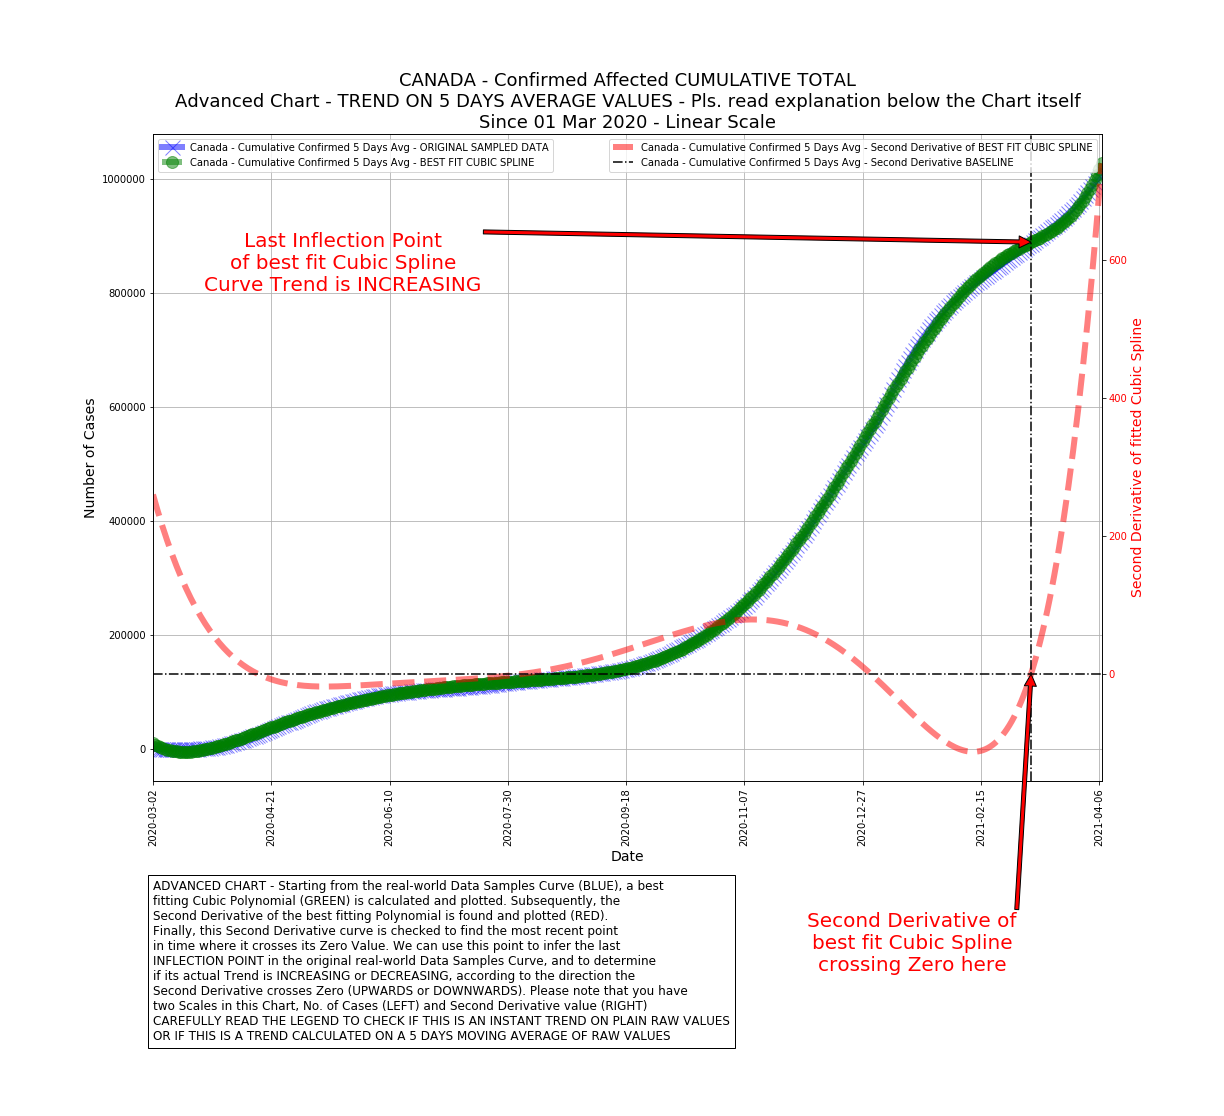 CANADA - Confirmed Affected CUMULATIVE TOTAL
Advanced Chart - TREND ON 5 DAYS AVERAGE VALUES - Pls. read explanation below the Chart itself
Since 01 Mar 2020 - Linear Scale
Canada - Cumulative Confirmed 5 Days Avg - ORIGINAL SAMPLED DATA
Canada - Cumulative Confirmed 5 Days Avg - BEST FIT CUBIC SPLINE
Canada - Cumulative Confirmed 5 Days Avg - Second Derivative of BEST FIT CUBIC SPLINE
Canada - Cumulative Confirmed 5 Days Avg - Second Derivative BASELINE
Last Inflection Point
of best fit Cubic Spline
Curve Trend is INCREASING
Number of Cases
1000000
800000
600000
400000
200000
0
Second Derivative of fitted Cubic Spline
600
400
200
0
2020-03-02
2020-04-21
2020-06-10
2020-07-30
2020-09-18
2020-11-07
2020-12-27
2021-02-15
2021-04-06
Date
ADVANCED CHART - Starting from the real-world Data Samples Curve (BLUE), a best
fitting Cubic Polynomial (GREEN) is calculated and plotted. Subsequently, the
Second Derivative of the best fitting Polynomial is found and plotted (RED).
Finally, this Second Derivative curve is checked to find the most recent point
in time where it crosses its Zero Value. We can use this point to infer the last
INFLECTION POINT in the original real-world Data Samples Curve, and to determine
if its actual Trend is INCREASING or DECREASING, according to the direction the
Second Derivative crosses Zero (UPWARDS or DOWNWARDS). Please note that you have
two Scales in this Chart, No. of Cases (LEFT) and Second Derivative value (RIGHT)
CAREFULLY READ THE LEGEND TO CHECK IF THIS IS AN INSTANT TREND ON PLAIN RAW VALUES
OR IF THIS IS A TREND CALCULATED ON A 5 DAYS MOVING AVERAGE OF RAW VALUES
Second Derivative of
best fit Cubic Spline
crossing Zero here